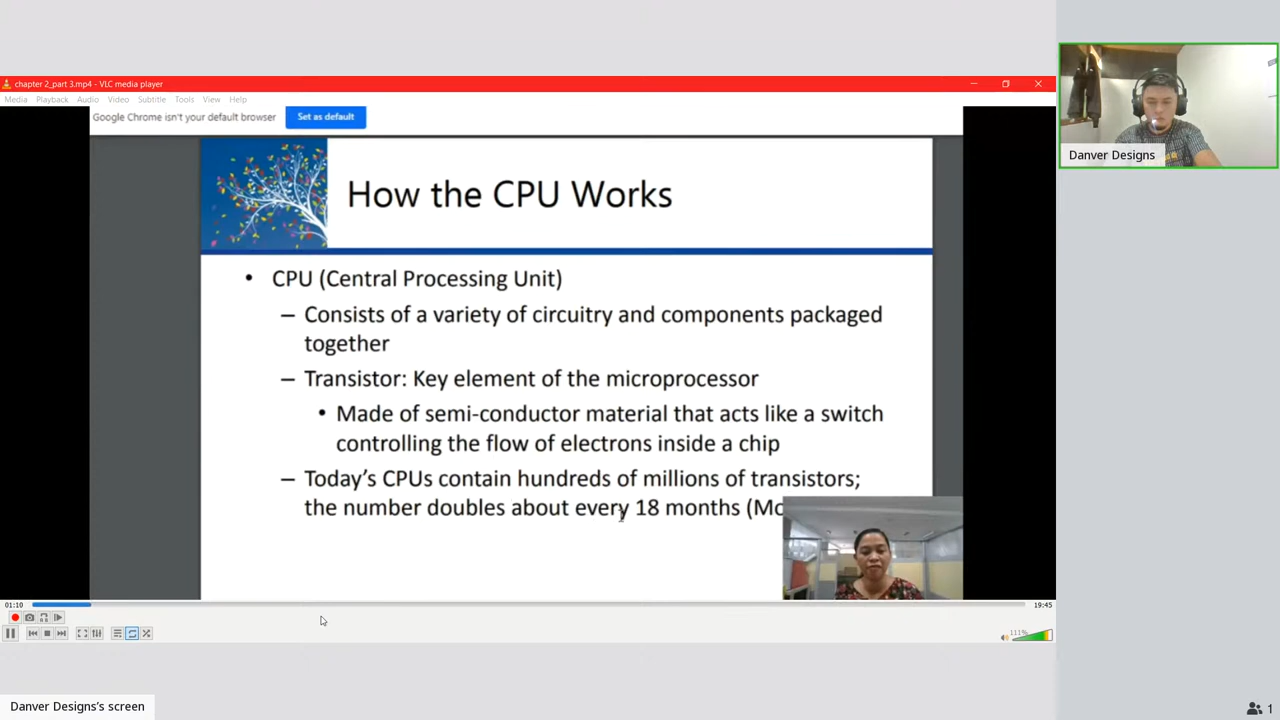 chapter 2_part 3.mp4 - VLC media player
Media Playback Audio Video Subtitle Tools View Help
Google Chrome isn't your default browser
Set as default
How the CPU Works
• CPU (Central Processing Unit)
– Consists of a variety of circuitry and components packaged
together
– Transistor: Key element of the microprocessor
• Made of semi-conductor material that acts like a switch
controlling the flow of electrons inside a chip
– Today's CPUs contain hundreds of millions of transistors;
the number doubles about every 18 months (Mo
01:10
19:45
111%
Danver Designs
Danver Designs's screen
1